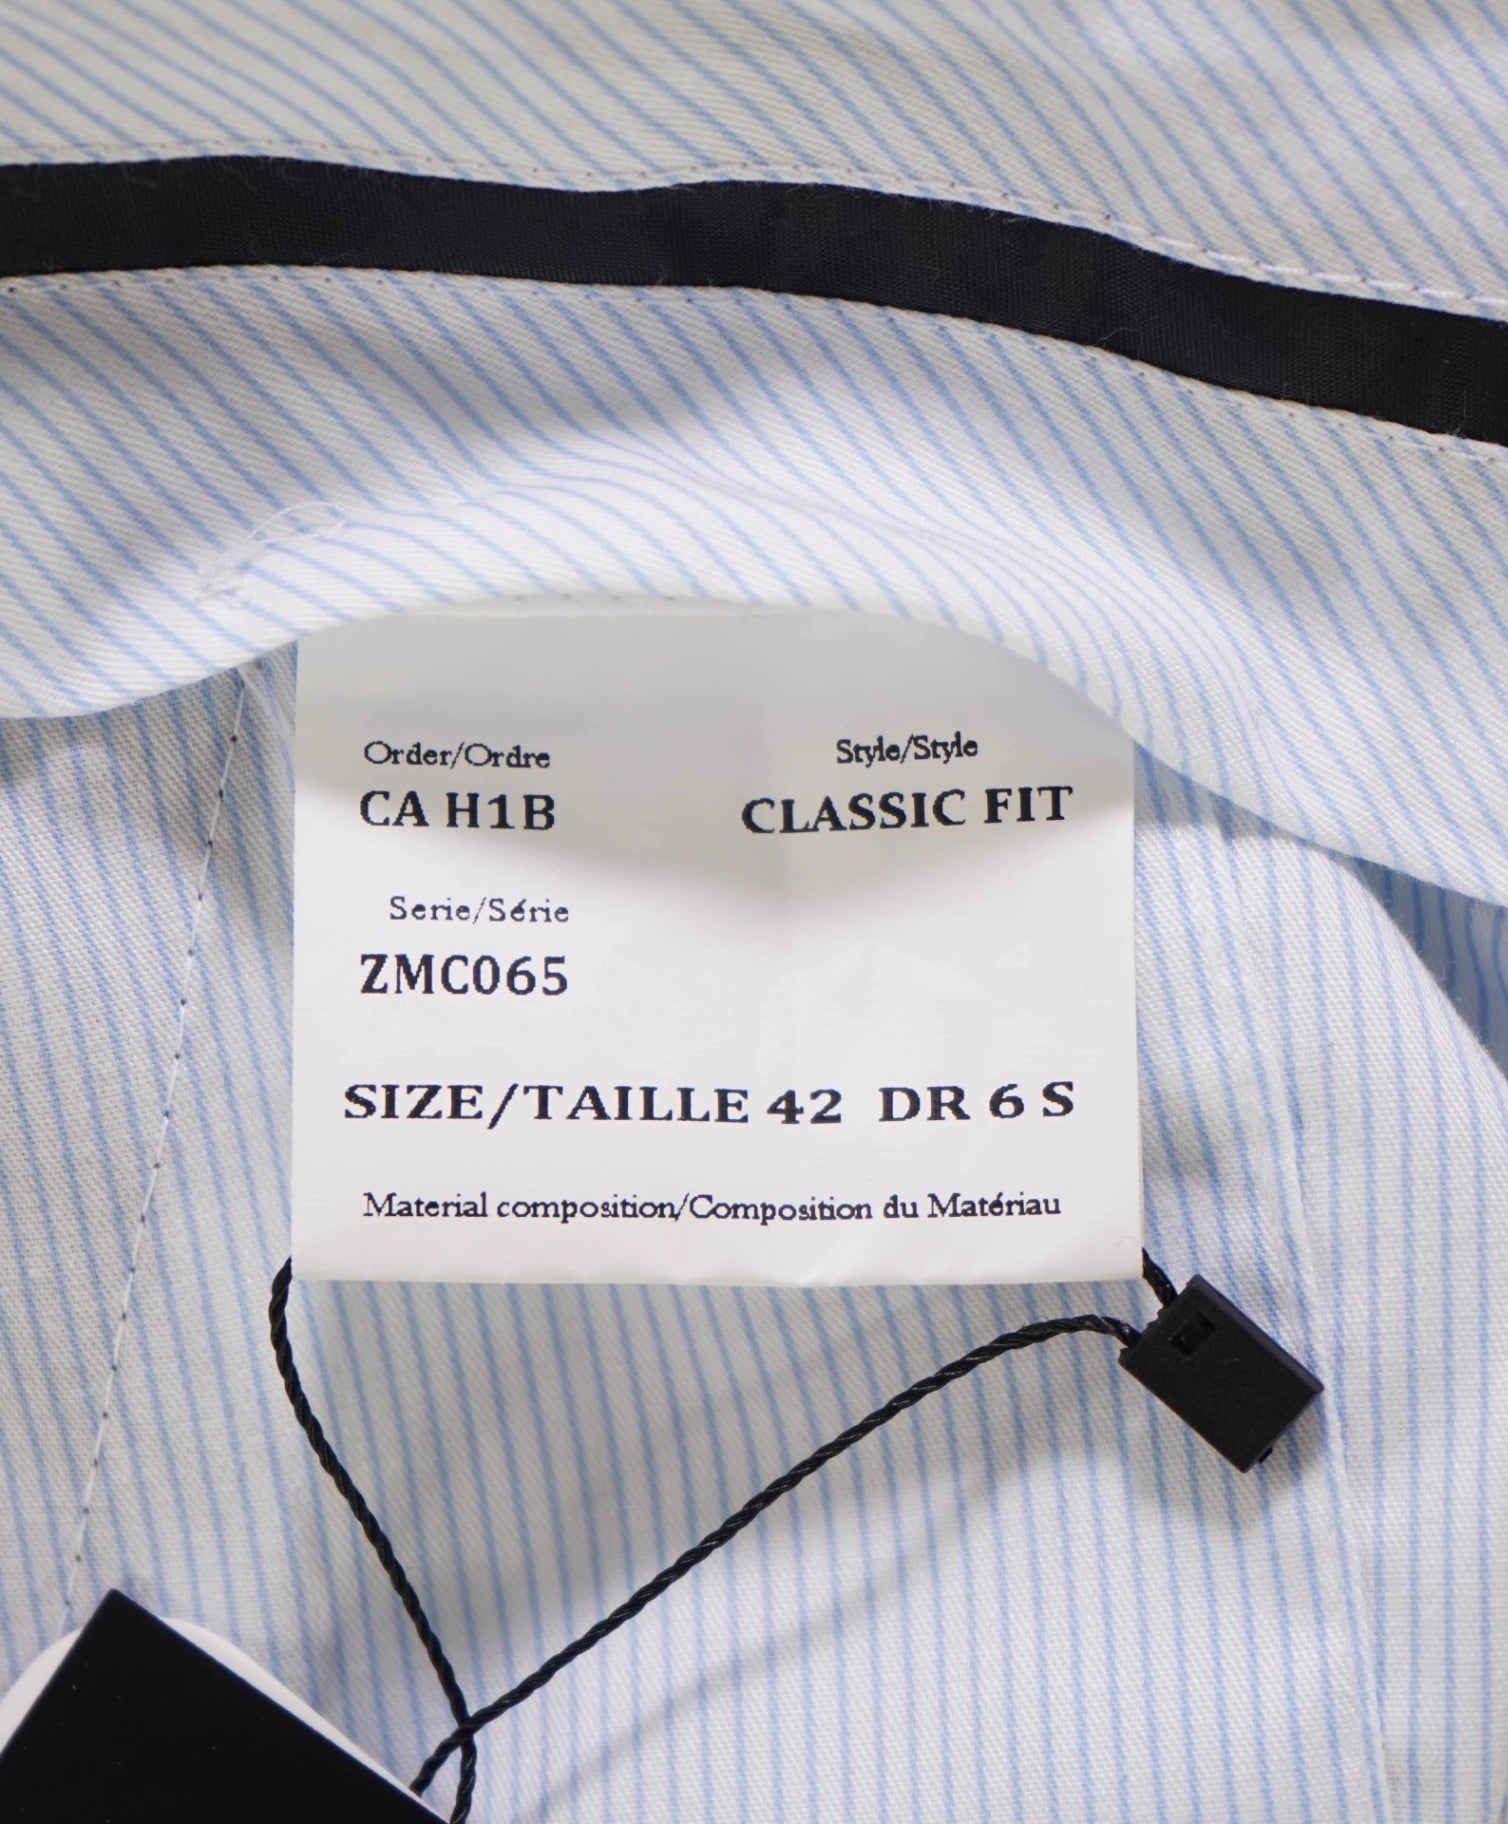 Order/Ordre Style/Style
CA H1B CLASSIC FIT
Serie/Série
ZMC065
SIZE/TAILLE 42 DR 6 S
Material composition/Composition du Matériau